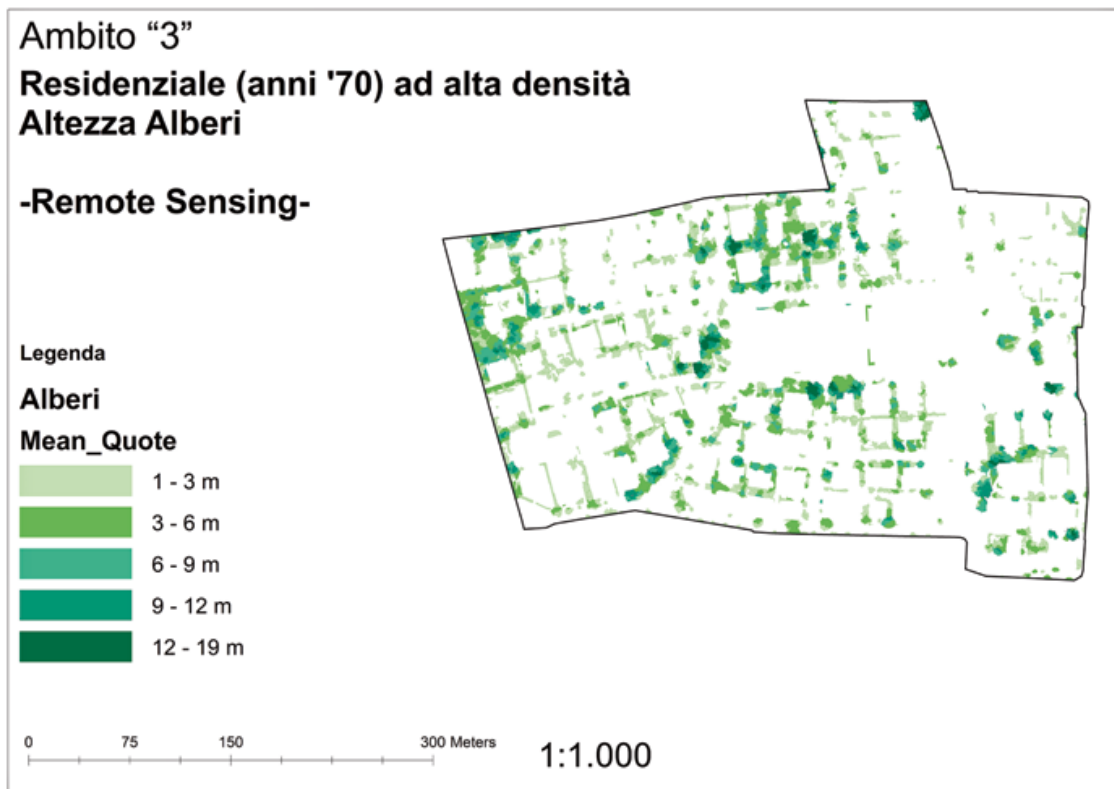 Ambito “3”
Residenziale (anni '70) ad alta densità
Altezza Alberi
-Remote Sensing-
Legenda
Alberi
Mean_Quote
1 - 3 m
3 - 6 m
6 - 9 m
9 - 12 m
12 - 19 m
0 75 150 300 Meters
1:1.000